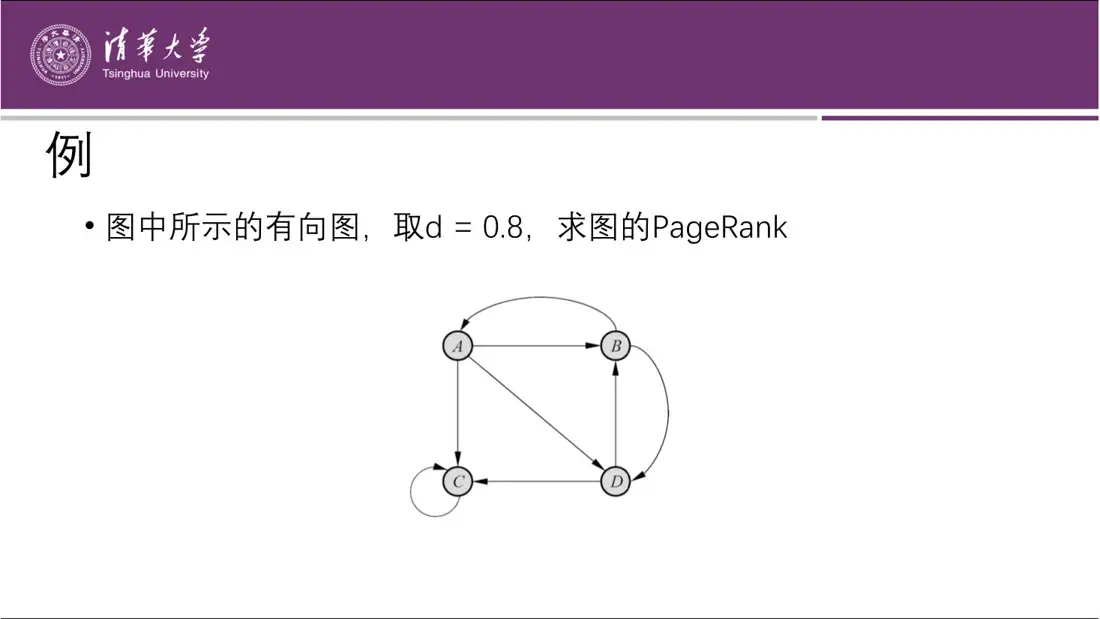 清華大学
Tsinghua University
例
• 图中所示的有向图，取d = 0.8，求图的PageRank
A
B
C
D